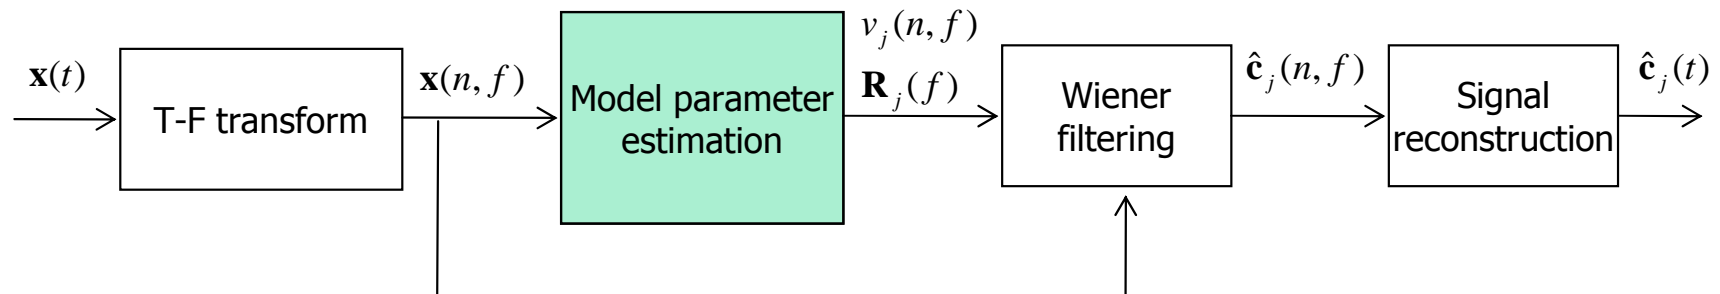 x(t)
T-F transform
x(n, f)
Model parameter
estimation
v_j(n, f)
R_j(f)
Wiener
filtering
ĉ_j(n, f)
Signal
reconstruction
ĉ_j(t)